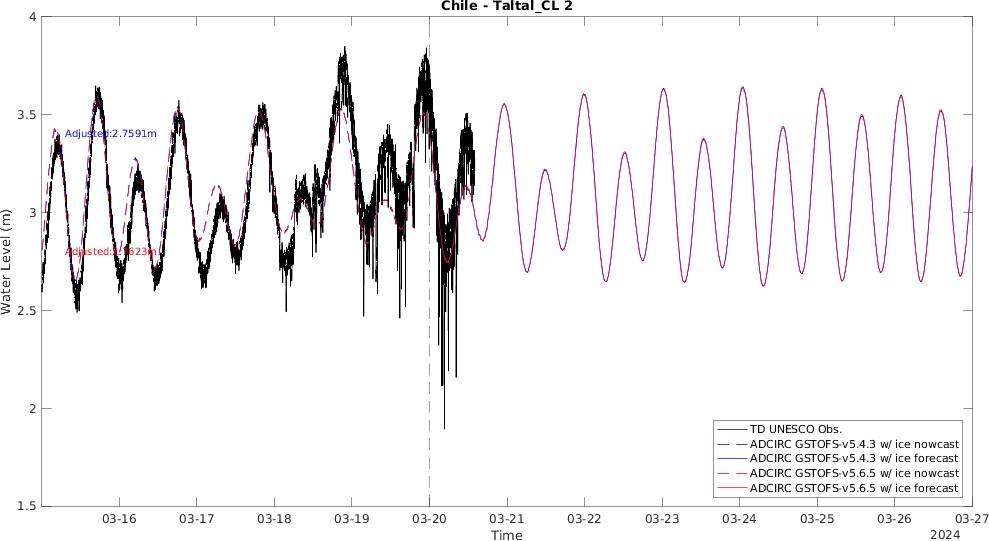 Chile - Taltal_CL 2
Water Level (m)
4
3.5
3
2.5
2
1.5
Adjusted:2.7591m
03-16
03-17
03-18
03-19
03-20
03-21
03-22
03-23
03-24
03-25
03-26
03-27
Time
2024
TD UNESCO Obs.
ADCIRC GSTOFS-v5.4.3 w/ ice nowcast
ADCIRC GSTOFS-v5.4.3 w/ ice forecast
ADCIRC GSTOFS-v5.6.5 w/ ice nowcast
ADCIRC GSTOFS-v5.6.5 w/ ice forecast